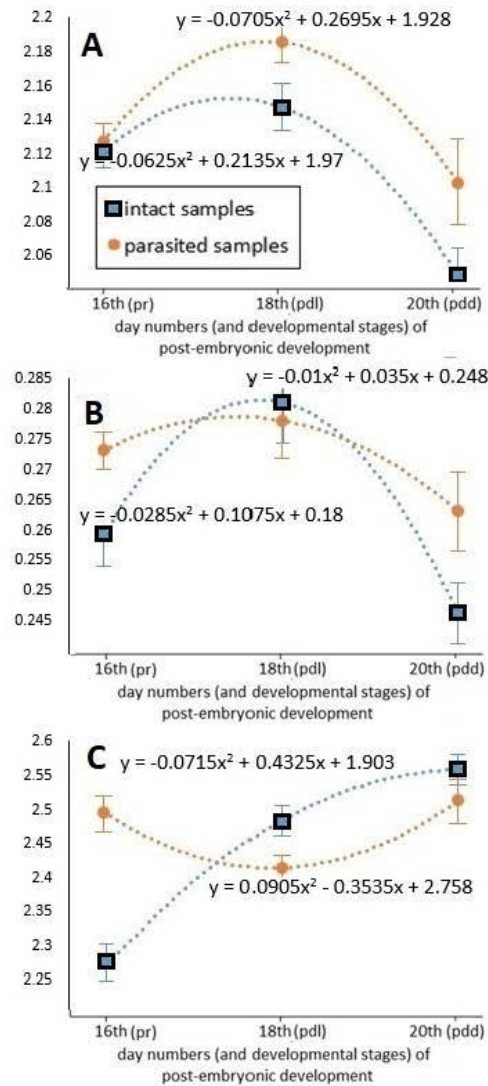 2.2
A
y = -0.0705x² + 0.2695x + 1.928
2.18
2.16
2.14
2.12
y = -0.0625x² + 0.2135x + 1.97
2.1
intact samples
2.08
parasited samples
2.06
16th (pr) 18th(pdl) 20th (pdd)
day numbers (and developmental stages) of
post-embryonic development
y = -0.01x² + 0.035x + 0.248
0.285
B
0.28
0.275
0.27
0.265
y = -0.0285x² + 0.1075x + 0.18
0.26
0.255
0.25
0.245
16th (pr) 18th(pdl) 20th (pdd)
day numbers (and developmental stages) of
post-embryonic development
2.6
C
y = -0.0715x² + 0.4325x + 1.903
2.55
2.5
2.45
2.4
y = 0.0905x² - 0.3535x + 2.758
2.35
2.3
2.25
16th (pr) 18th(pdl) 20th (pdd)
day numbers (and developmental stages) of
post-embryonic development